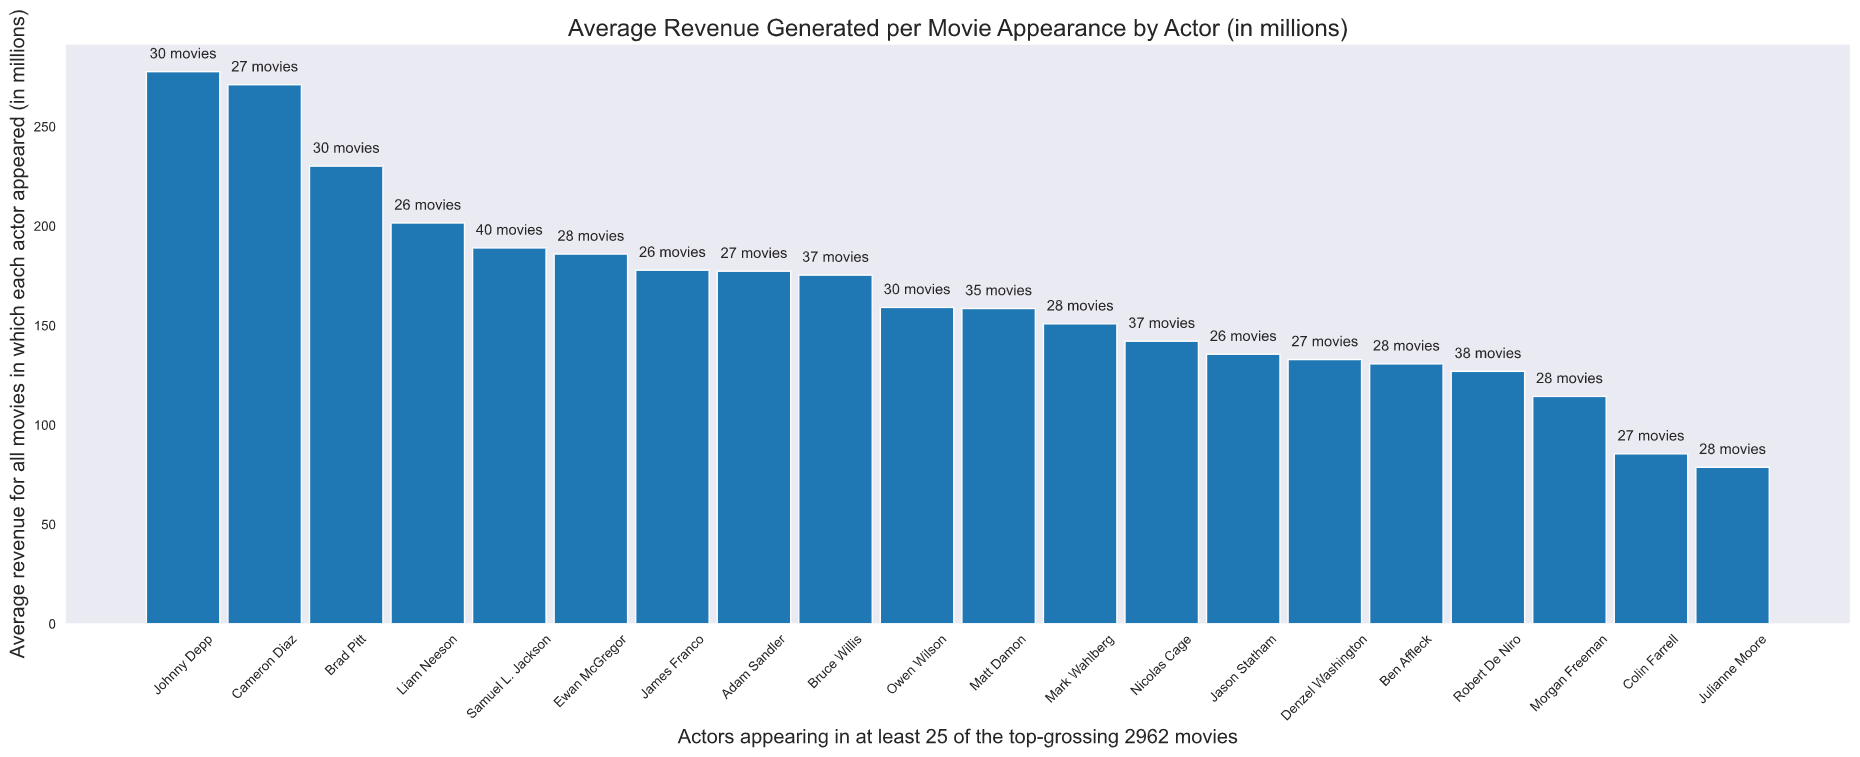 Average Revenue Generated per Movie Appearance by Actor (in millions)
Average revenue for all movies in which each actor appeared (in millions)
250
200
150
100
50
0
30 movies
27 movies
30 movies
26 movies
40 movies
28 movies
26 movies
27 movies
37 movies
30 movies
35 movies
28 movies
37 movies
26 movies
27 movies
28 movies
38 movies
28 movies
27 movies
28 movies
Johnny Depp
Cameron Diaz
Brad Pitt
Liam Neeson
Samuel L. Jackson
Ewan McGregor
James Franco
Adam Sandler
Bruce Willis
Owen Wilson
Matt Damon
Mark Wahlberg
Nicolas Cage
Jason Statham
Denzel Washington
Ben Affleck
Robert De Niro
Morgan Freeman
Colin Farrell
Julianne Moore
Actors appearing in at least 25 of the top-grossing 2962 movies